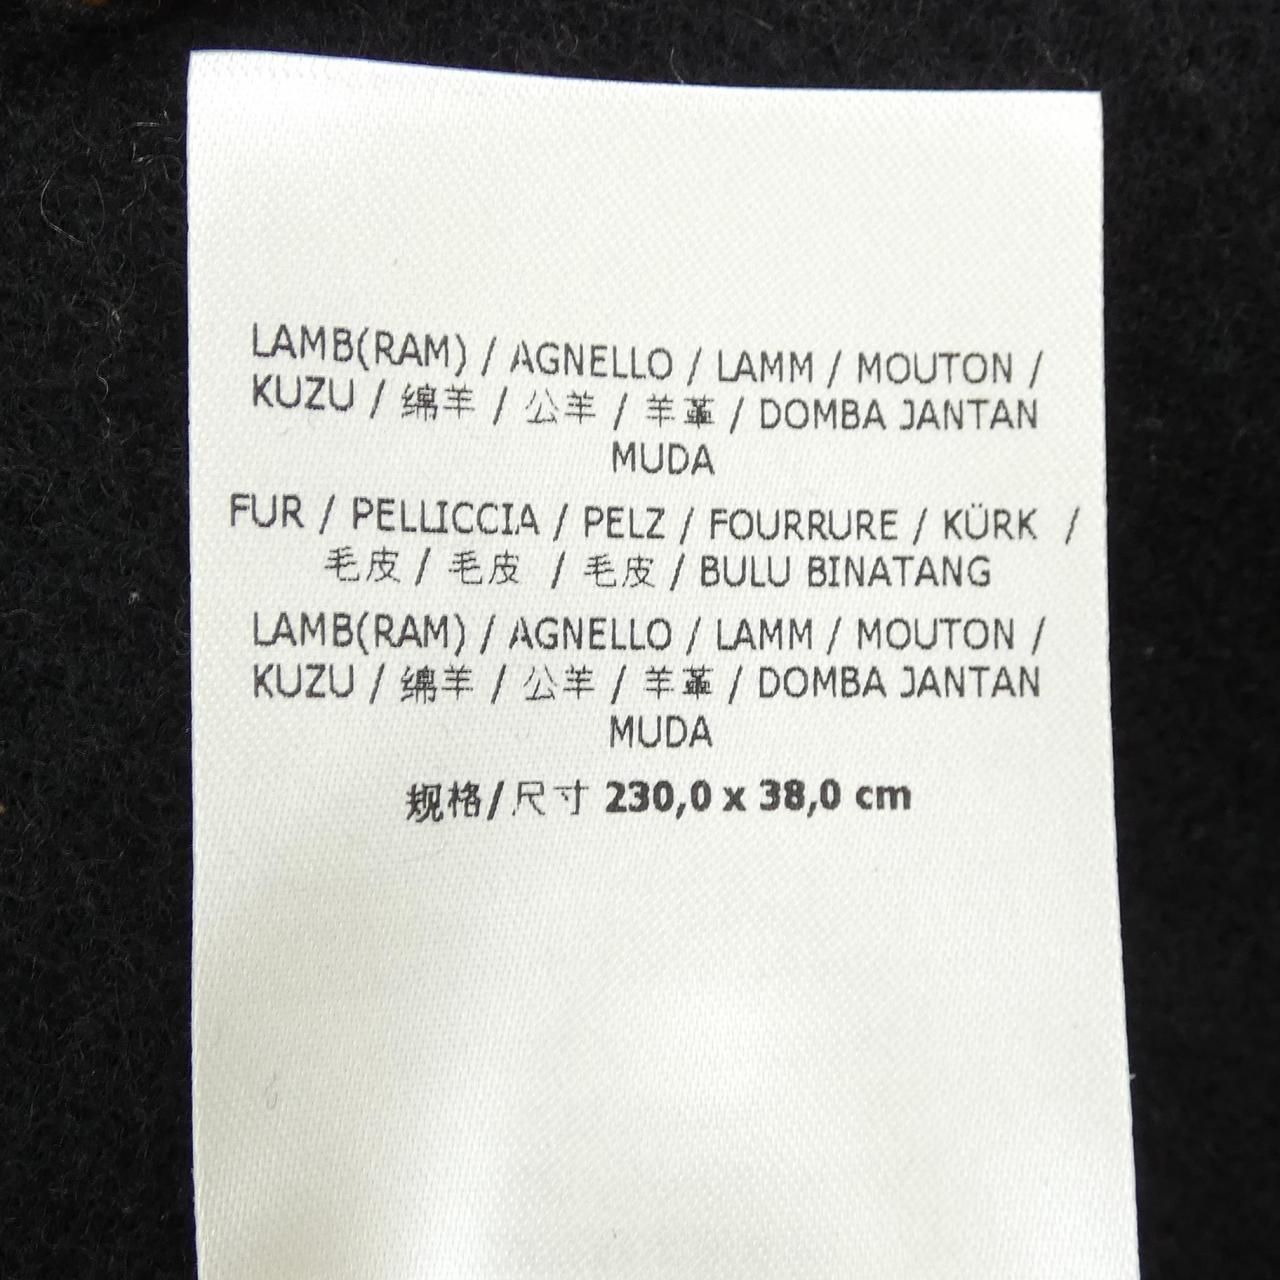 LAMB(RAM) / AGNELLO / LAMM / MOUTON /
KUZU / 绵羊 / 公羊 / 羊革 / DOMBA JANTAN
MUDA
FUR / PELLICCIA / PELZ / FOURRURE / KÜRK /
毛皮 / 毛皮 / 毛皮 / BULU BINATANG
LAMB(RAM) / AGNELLO / LAMM / MOUTON /
KUZU / 绵羊 / 公羊 / 羊革 / DOMBA JANTAN
MUDA
规格/尺寸 230,0 x 38,0 cm